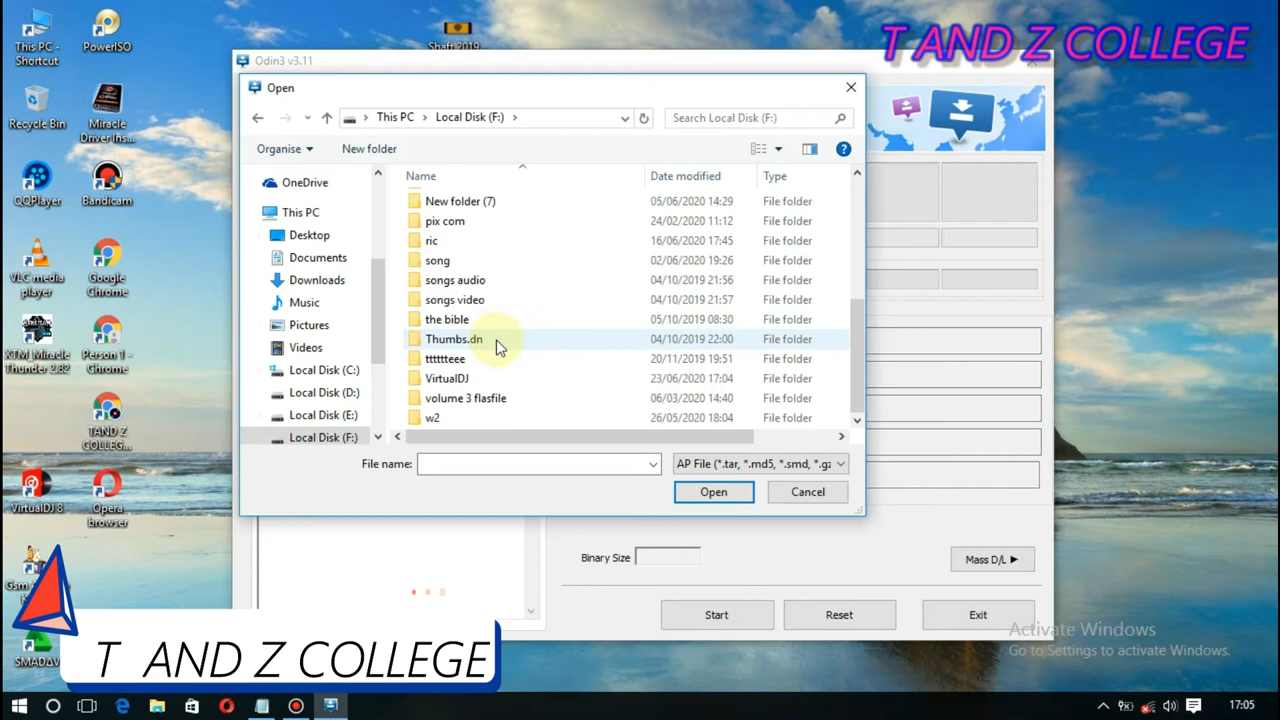 T AND Z COLLEGE
This PC - Shortcut
PowerISO
Shaft 2019
Recycle Bin
Miracle Driver Ins...
QQPlayer
Bandicam
VLC media player
Google Chrome
XTM_Miracle Thunder 2.82
Person 1 - Chrome
TAND Z COLLEG...
VirtualDJ 8
Opera browser
Gsm
SMADAV
Odin3 v3.11
Open
This PC
Local Disk (F:)
Search Local Disk (F:)
Organise
New folder
OneDrive
This PC
Desktop
Documents
Downloads
Music
Pictures
Videos
Local Disk (C:)
Local Disk (D:)
Local Disk (E:)
Local Disk (F:)
Name Date modified Type
New folder (7) 05/06/2020 14:29 File folder
pix com 24/02/2020 11:12 File folder
ric 16/06/2020 17:45 File folder
song 02/06/2020 19:26 File folder
songs audio 04/10/2019 21:56 File folder
songs video 04/10/2019 21:57 File folder
the bible 05/10/2019 08:30 File folder
Thumbs.dn 04/10/2019 22:00 File folder
ttttttteee 20/11/2019 19:51 File folder
VirtualDJ 23/06/2020 17:04 File folder
volume 3 flasfile 06/03/2020 14:40 File folder
w2 26/05/2020 18:04 File folder
File name:
AP File (*.tar, *.md5, *.smd, *.gz
Open
Cancel
Binary Size
Mass D/L
Start
Reset
Exit
Activate Windows
Go to Settings to activate Windows.
T AND Z COLLEGE
17:05